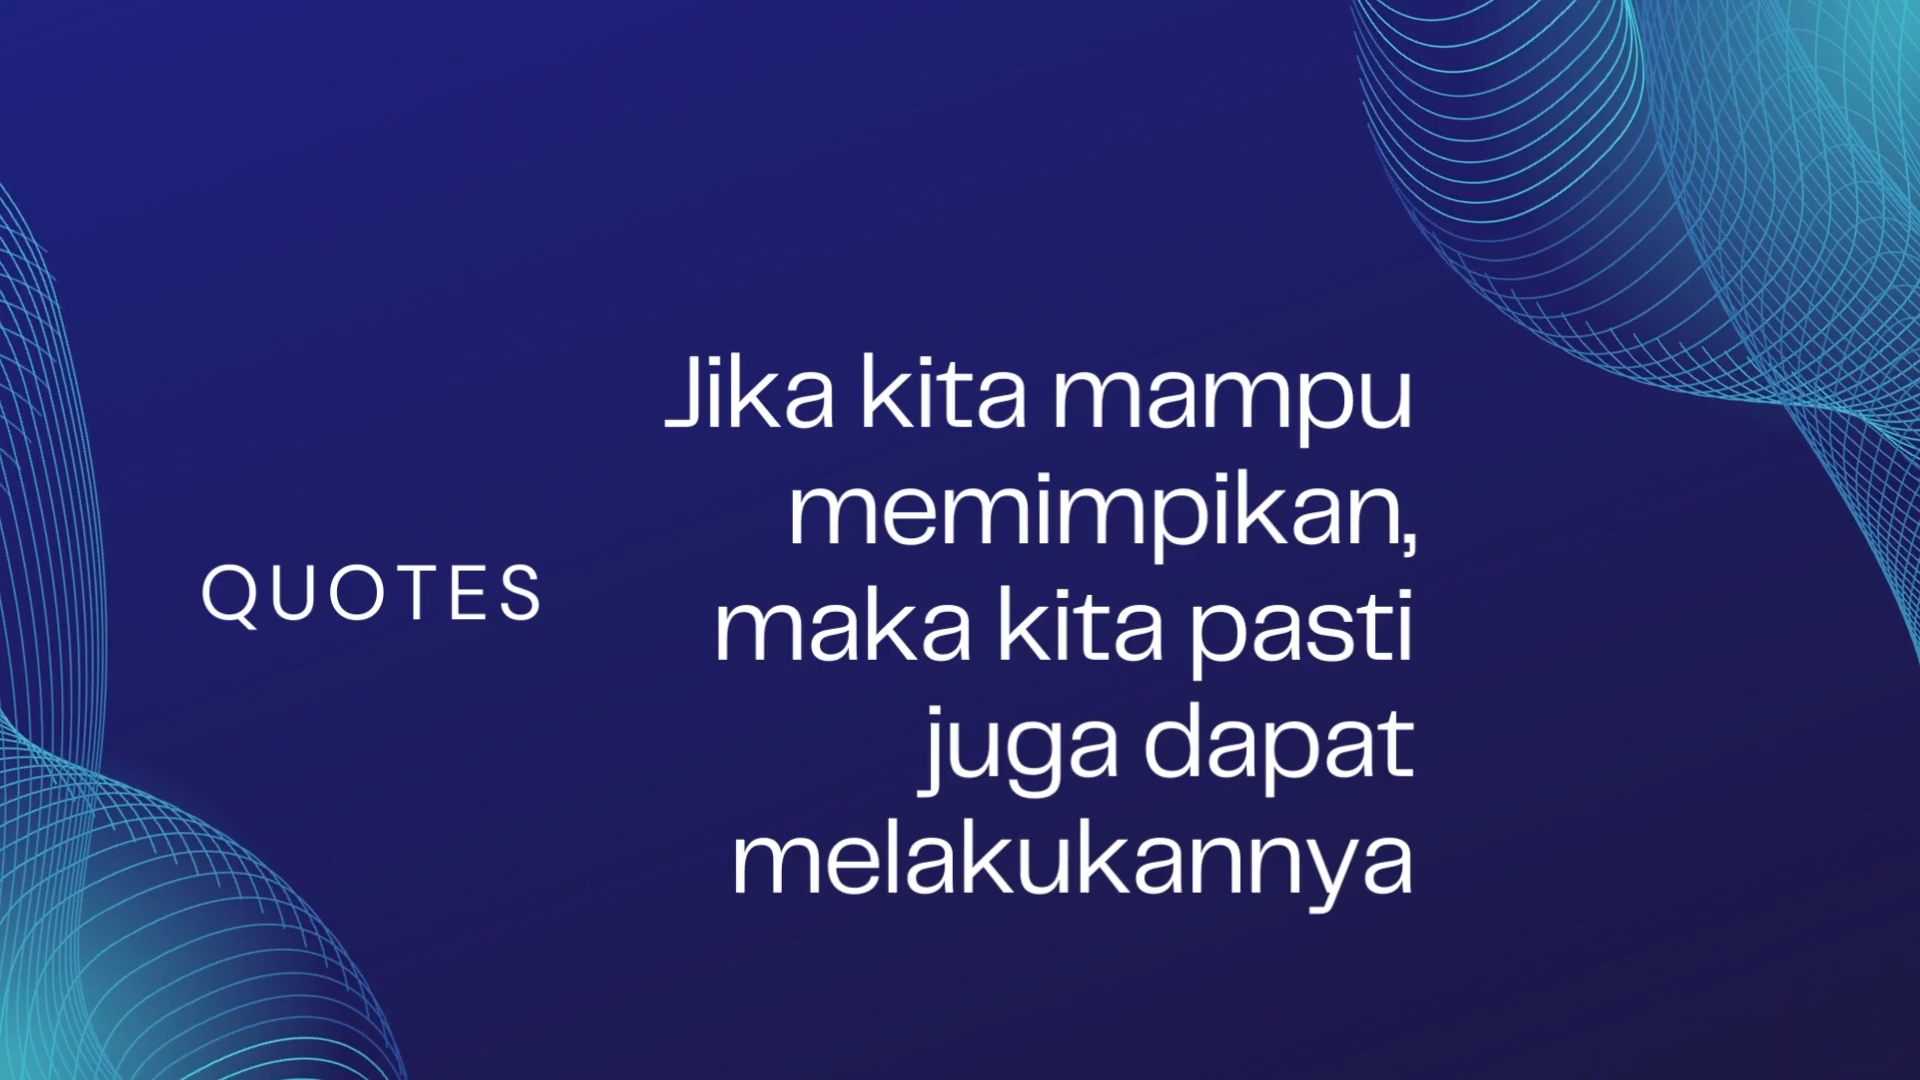 QUOTES
Jika kita mampu
memimpikan,
maka kita pasti
juga dapat
melakukannya